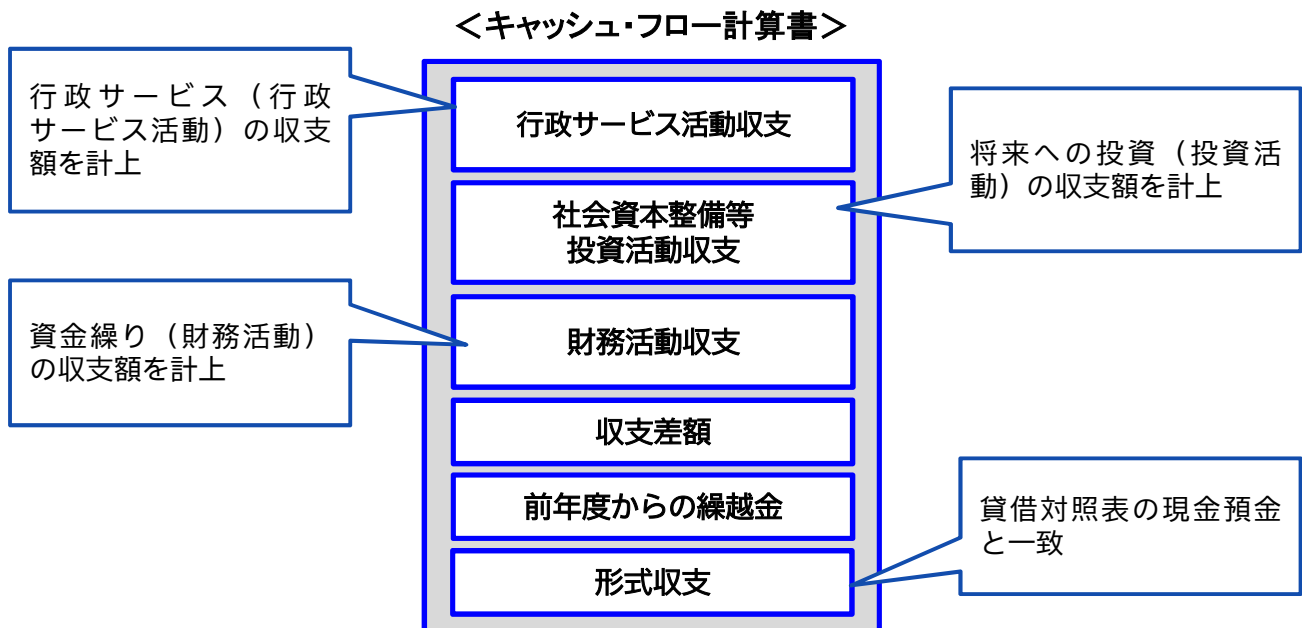 ＜キャッシュ・フロー計算書＞
行政サービス（行政
サービス活動）の収支
額を計上
行政サービス活動収支
将来への投資（投資活
動）の収支額を計上
社会資本整備等
投資活動収支
資金繰り（財務活動）
の収支額を計上
財務活動収支
収支差額
前年度からの繰越金
貸借対照表の現金預金
と一致
形式収支